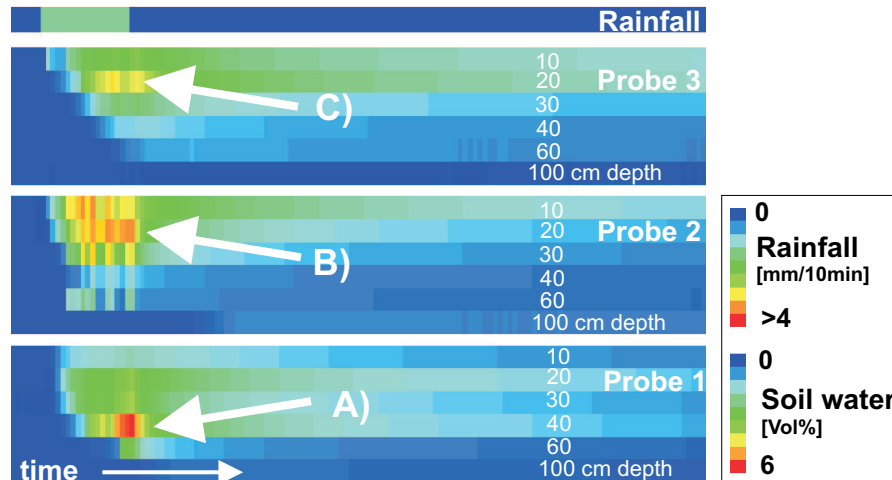 Rainfall
10
20 Probe 3
30
C)
40
60
100 cm depth
10
20 Probe 2
30
B)
40
60
100 cm depth
10
20 Probe 1
30
A)
40
60
time
100 cm depth
0
Rainfall
[mm/10min]
>4
0
Soil water
[Vol%]
6